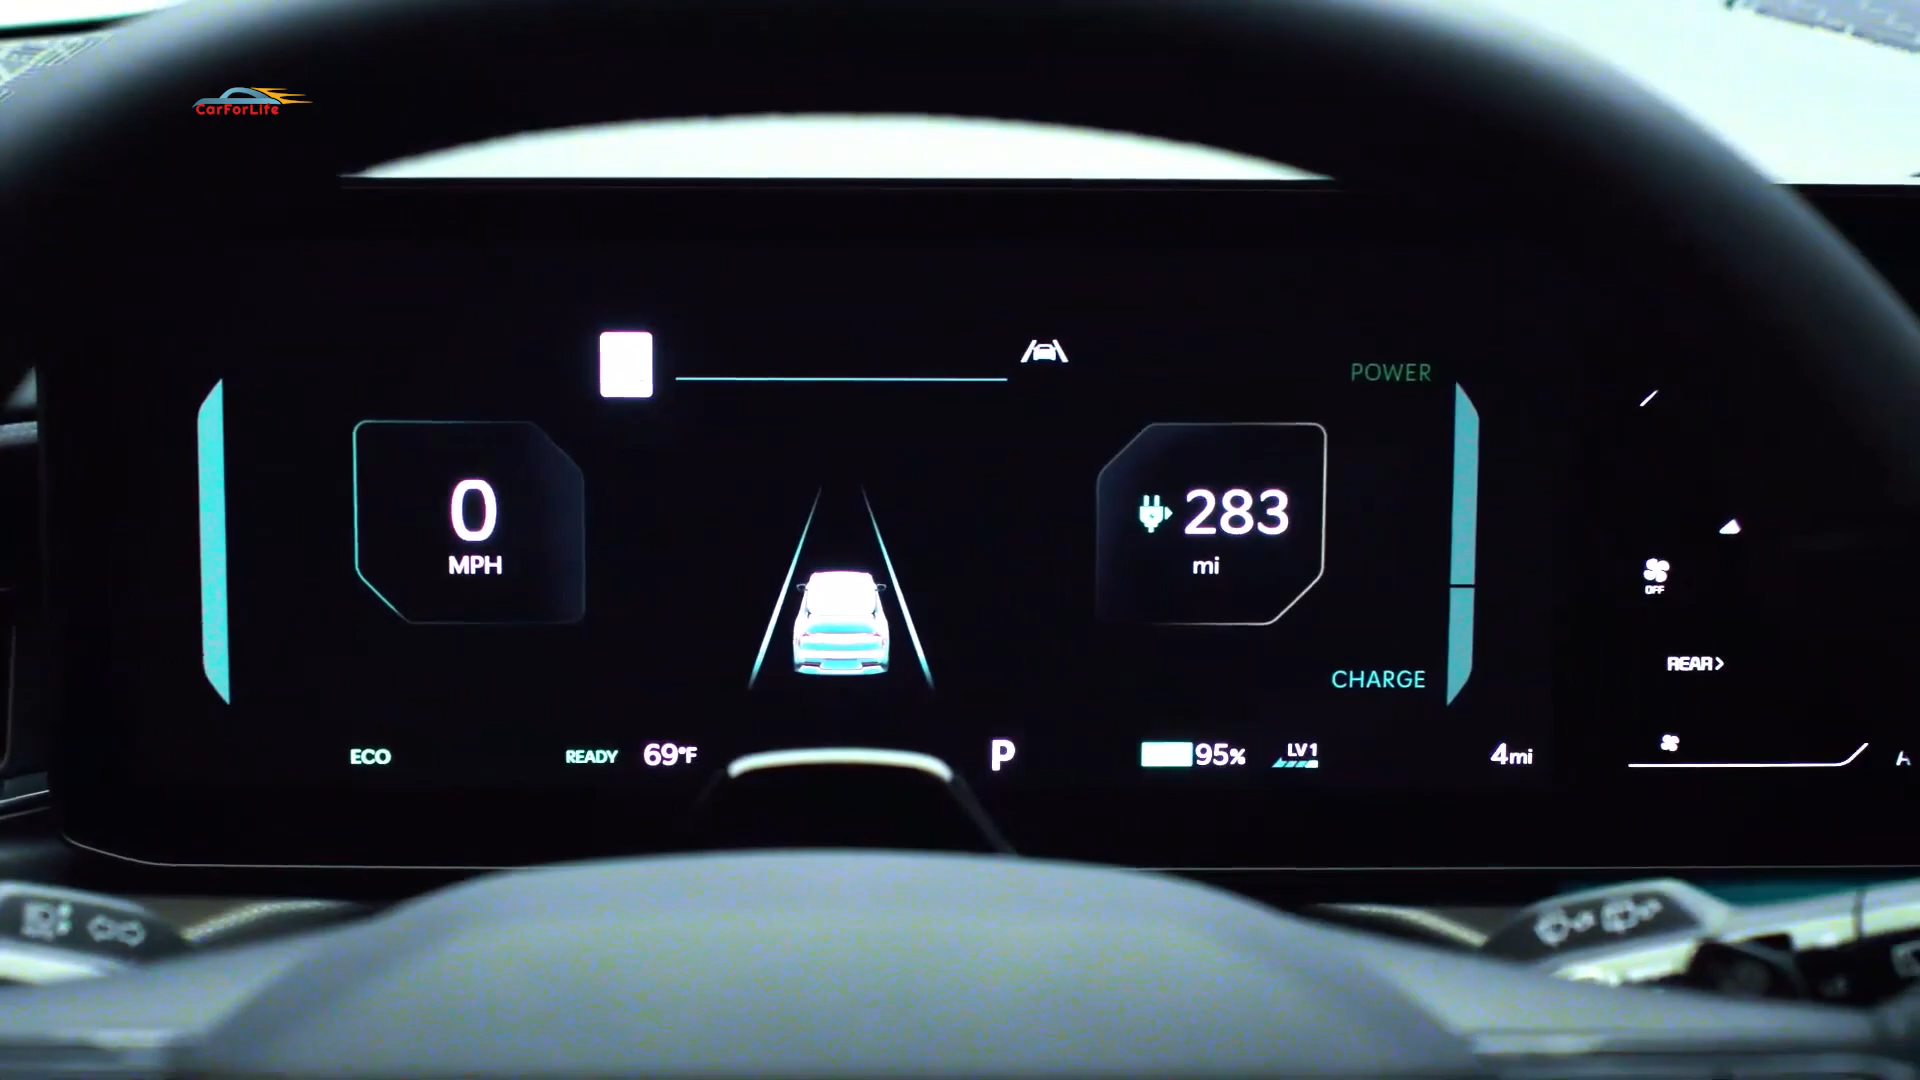 CarForLife
POWER
0
MPH
283
mi
OFF
REAR>
CHARGE
ECO
READY
69°F
P
95%
LV1
4mi
A